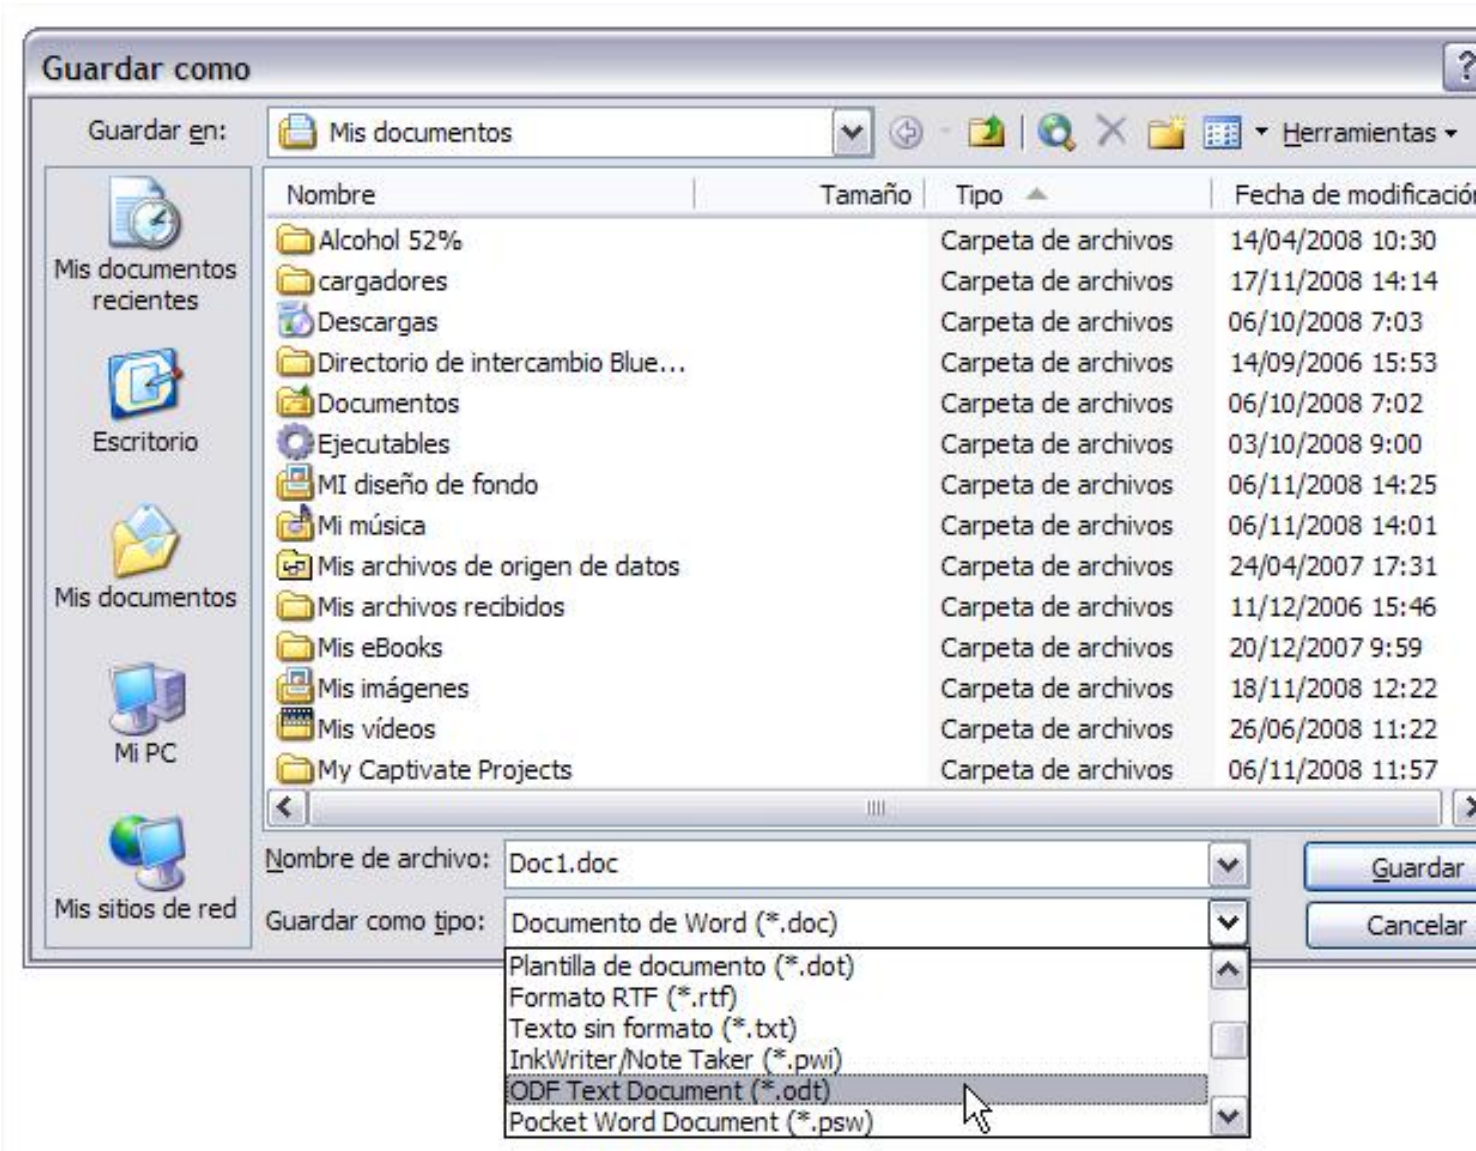 Guardar como
?
Guardar en: Mis documentos Herramientas
Nombre Tamaño Tipo Fecha de modificación
Alcohol 52% Carpeta de archivos 14/04/2008 10:30
cargadores Carpeta de archivos 17/11/2008 14:14
Descargas Carpeta de archivos 06/10/2008 7:03
Directorio de intercambio Blue... Carpeta de archivos 14/09/2006 15:53
Documentos Carpeta de archivos 06/10/2008 7:02
Ejecutables Carpeta de archivos 03/10/2008 9:00
MI diseño de fondo Carpeta de archivos 06/11/2008 14:25
Mi música Carpeta de archivos 06/11/2008 14:01
Mis archivos de origen de datos Carpeta de archivos 24/04/2007 17:31
Mis archivos recibidos Carpeta de archivos 11/12/2006 15:46
Mis eBooks Carpeta de archivos 20/12/2007 9:59
Mis imágenes Carpeta de archivos 18/11/2008 12:22
Mis vídeos Carpeta de archivos 26/06/2008 11:22
My Captivate Projects Carpeta de archivos 06/11/2008 11:57
Mis documentos
recientes
Escritorio
Mis documentos
Mi PC
Mis sitios de red
Nombre de archivo: Doc1.doc Guardar
Guardar como tipo: Documento de Word (*.doc) Cancelar
Plantilla de documento (*.dot)
Formato RTF (*.rtf)
Texto sin formato (*.txt)
InkWriter/Note Taker (*.pwi)
ODF Text Document (*.odt)
Pocket Word Document (*.psw)